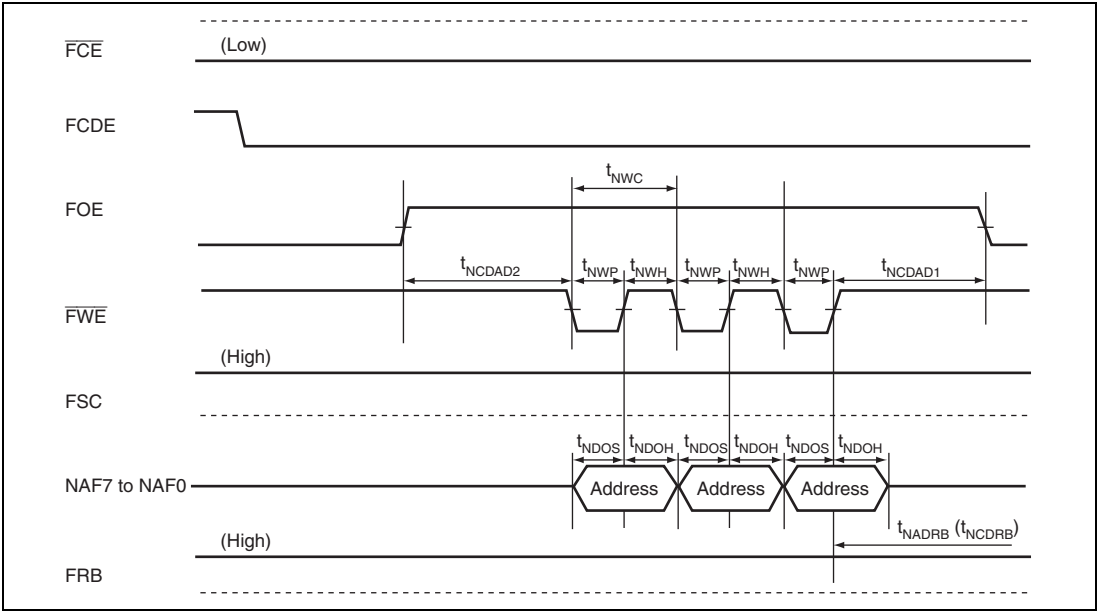 FCE (Low)
FCDE
tNWC
FOE
tNCDAD2 tNWP tNWH tNWP tNWH tNWP tNCDAD1
FWE
(High)
FSC
tNDOS tNDOH tNDOS tNDOH tNDOS tNDOH
NAF7 to NAF0 Address Address Address
tNADRB (tNCDRB)
(High)
FRB